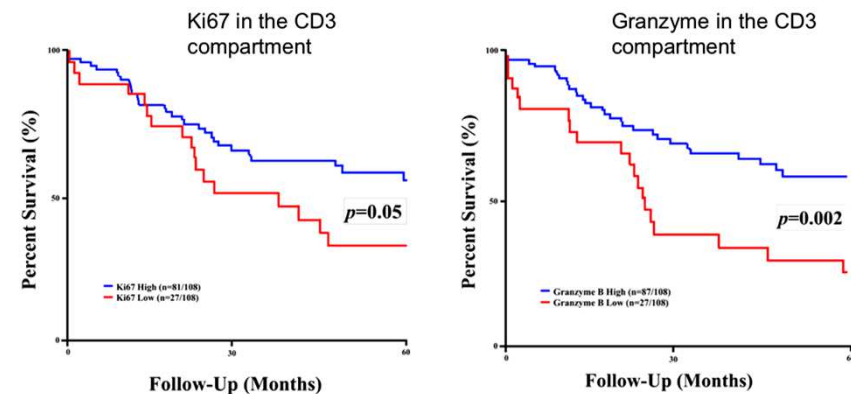 Ki67 in the CD3
compartment
100
50
0
0
30
60
Percent Survival (%)
p=0.05
Ki67 High (n=81/108)
Ki67 Low (n=27/108)
Follow-Up (Months)
Granzyme in the CD3
compartment
100
50
0
0
30
60
Percent Survival (%)
p=0.002
Granzyme B High (n=87/108)
Granzyme B Low (n=27/108)
Follow-Up (Months)